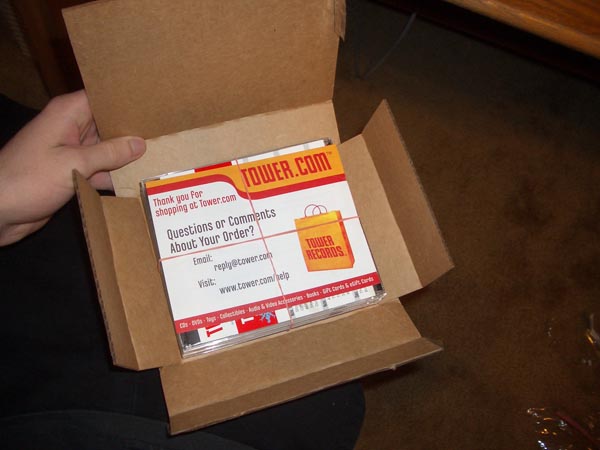 TOWER.COM™
Thank you for
shopping at Tower.com
Questions or Comments
About Your Order?
Email: reply@tower.com
Visit: www.tower.com/help
TOWER
RECORDS.
CDs · DVDs · Toys · Collectibles · Audio & Video Accessories · Books · Gift Cards & eGift Cards